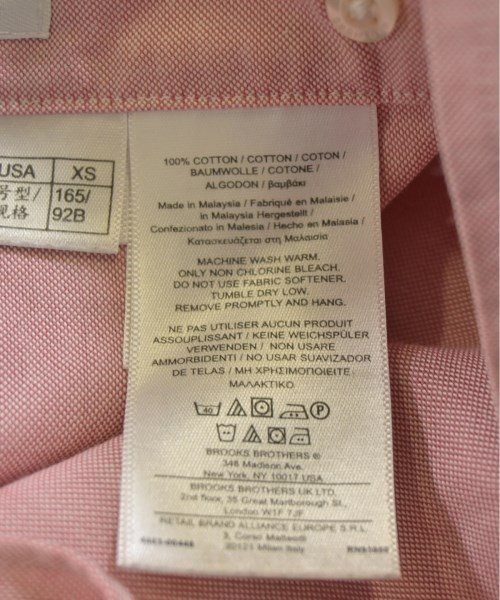 USA XS
号型/ 165/
规格 92B
100% COTTON / COTTON / COTON /
BAUMWOLLE / COTONE /
ALGODON / βαμβάκι
Made in Malaysia / Fabriqué en Malaisie /
in Malaysia Hergestellt /
Confezionato in Malesia / Hecho en Malasia /
Κατασκευάζεται στη Μαλαισία
MACHINE WASH WARM.
ONLY NON CHLORINE BLEACH.
DO NOT USE FABRIC SOFTENER.
TUMBLE DRY LOW.
REMOVE PROMPTLY AND HANG.
NE PAS UTILISER AUCUN PRODUIT
ASSOUPLISSANT / KEINE WEICHSPÜLER
VERWENDEN / NON USARE
AMMORBIDENTI / NO USAR SUAVIZADOR
DE TELAS / ΜΗ ΧΡΗΣΙΜΟΠΟΙΕΙΤΕ
ΜΑΛΑΚΤΙΚΟ
40 P
BROOKS BROTHERS ®
346 Madison Ave.
New York, NY 10017 USA
BROOKS BROTHERS UK LTD.
2nd floor, 35 Great Marlborough St.,
London W1F 7JF
RETAIL BRAND ALLIANCE EUROPE S.R.L.
3, Corso Matteotti
20121 Milan Italy